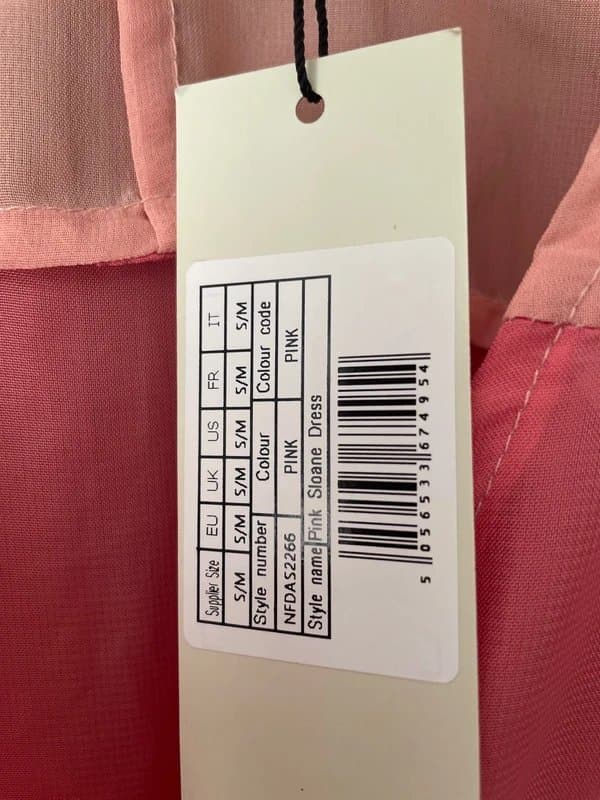 Supplier Size EU UK US FR IT
S/M S/M S/M S/M S/M S/M
Style number Colour Colour code
NFDAS2266 PINK PINK
Style name Pink Sloane Dress
5 056533 674954